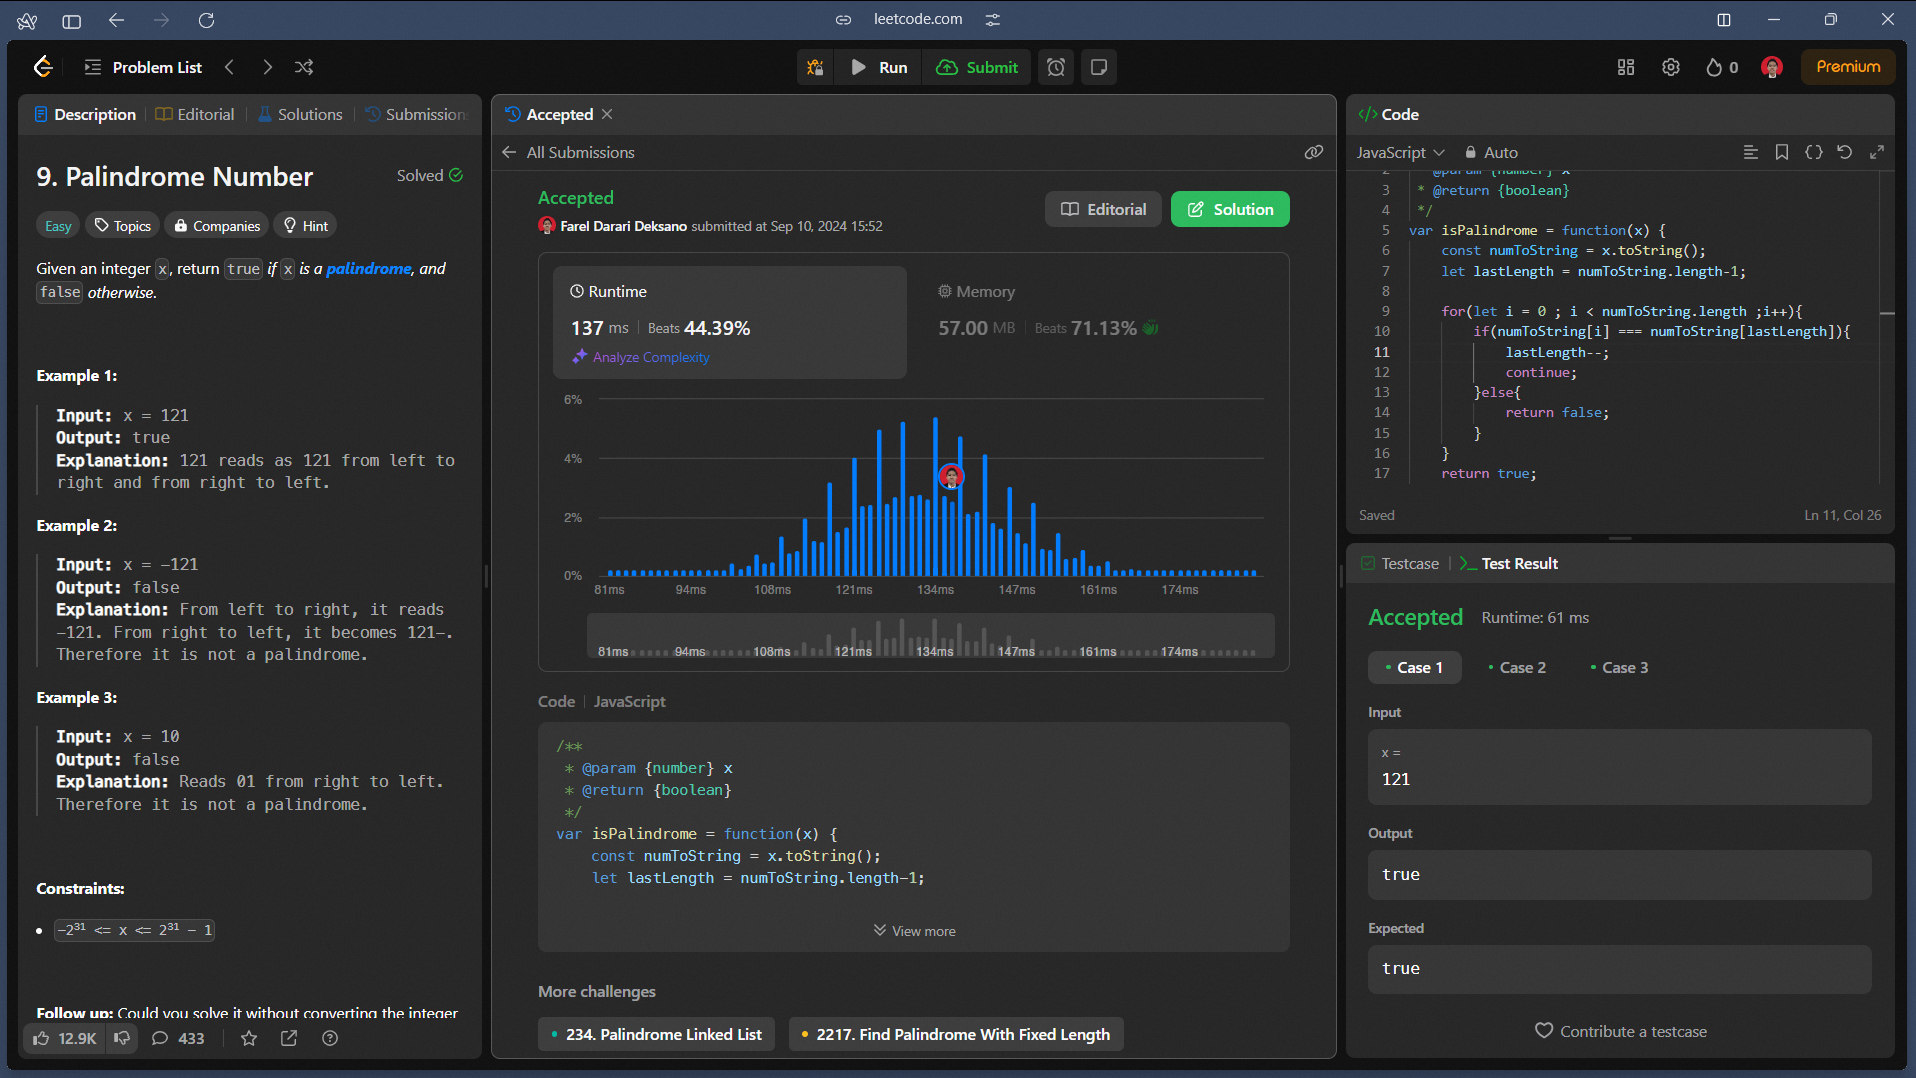 leetcode.com
Problem List
Run
Submit
0
Premium
Description
Editorial
Solutions
Submission
9. Palindrome Number
Solved
Easy
Topics
Companies
Hint
Given an integer x, return true if x is a palindrome, and
false otherwise.
Example 1:
Input: x = 121
Output: true
Explanation: 121 reads as 121 from left to
right and from right to left.
Example 2:
Input: x = -121
Output: false
Explanation: From left to right, it reads
-121. From right to left, it becomes 121-.
Therefore it is not a palindrome.
Example 3:
Input: x = 10
Output: false
Explanation: Reads 01 from right to left.
Therefore it is not a palindrome.
Constraints:
-2³¹ <= x <= 2³¹ - 1
Follow up: Could you solve it without converting the integer
12.9K
433
Accepted
All Submissions
Accepted
Farel Darari Deksano submitted at Sep 10, 2024 15:52
Editorial
Solution
Runtime
137 ms | Beats 44.39%
Analyze Complexity
Memory
57.00 MB | Beats 71.13%
6%
4%
2%
0%
81ms 94ms 108ms 121ms 134ms 147ms 161ms 174ms
81ms 94ms 108ms 121ms 134ms 147ms 161ms 174ms
Code | JavaScript
/**
* @param {number} x
* @return {boolean}
*/
var isPalindrome = function(x) {
const numToString = x.toString();
let lastLength = numToString.length-1;
View more
More challenges
234. Palindrome Linked List
2217. Find Palindrome With Fixed Length
</> Code
JavaScript
Auto
2 * @param {number} x
3 * @return {boolean}
4 */
5 var isPalindrome = function(x) {
6 const numToString = x.toString();
7 let lastLength = numToString.length-1;
8
9 for(let i = 0 ; i < numToString.length ;i++){
10 if(numToString[i] === numToString[lastLength]){
11 lastLength--;
12 continue;
13 }else{
14 return false;
15 }
16 }
17 return true;
Saved
Ln 11, Col 26
Testcase
Test Result
Accepted
Runtime: 61 ms
Case 1
Case 2
Case 3
Input
x =
121
Output
true
Expected
true
Contribute a testcase